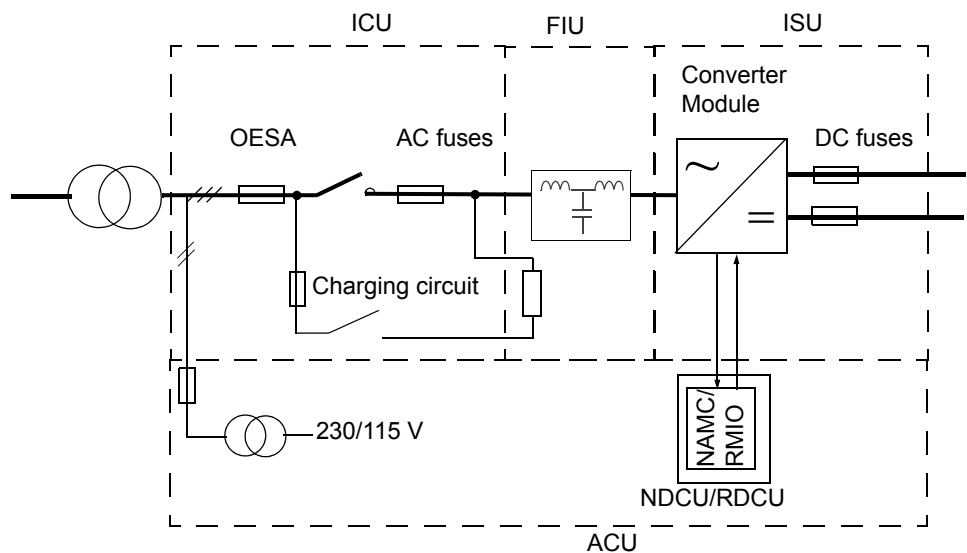 ICU
FIU
ISU
Converter
Module
OESA
AC fuses
DC fuses
Charging circuit
230/115 V
NAMC/
RMIO
NDCU/RDCU
ACU